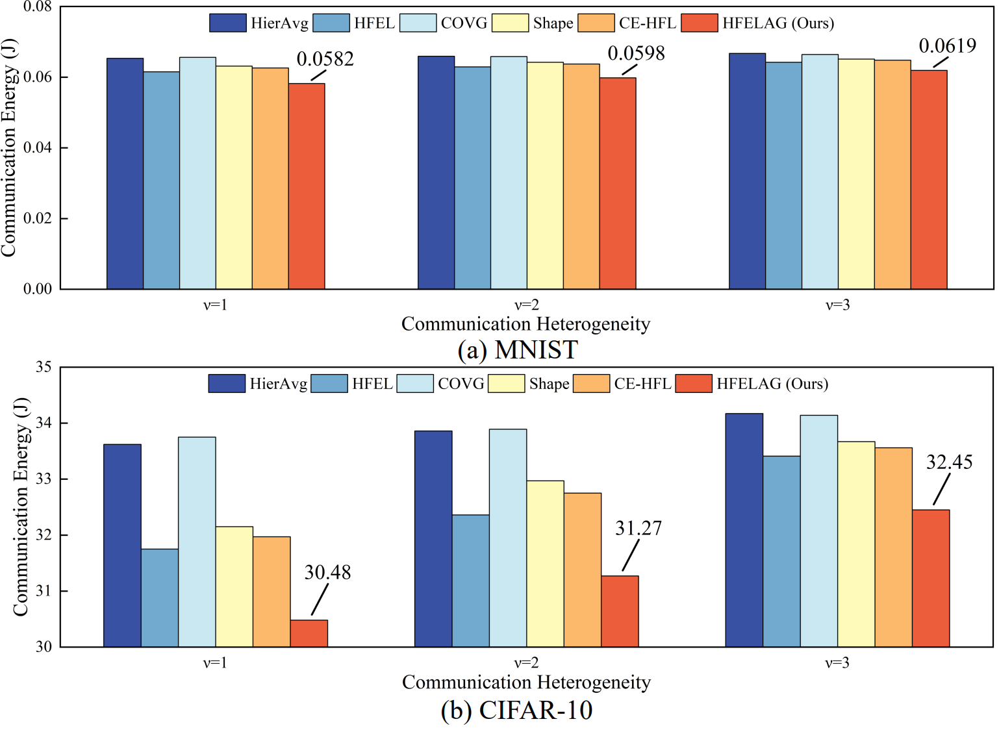 0.08
HierAvg HFEL COVG Shape CE-HFL HFELAG (Ours)
0.0582
0.0598
0.0619
0.06
0.04
0.02
0.00
Communication Energy (J)
ν=1 ν=2 ν=3
Communication Heterogeneity
(a) MNIST
35
HierAvg HFEL COVG Shape CE-HFL HFELAG (Ours)
34
33
32
31
30
32.45
31.27
30.48
Communication Energy (J)
ν=1 ν=2 ν=3
Communication Heterogeneity
(b) CIFAR-10